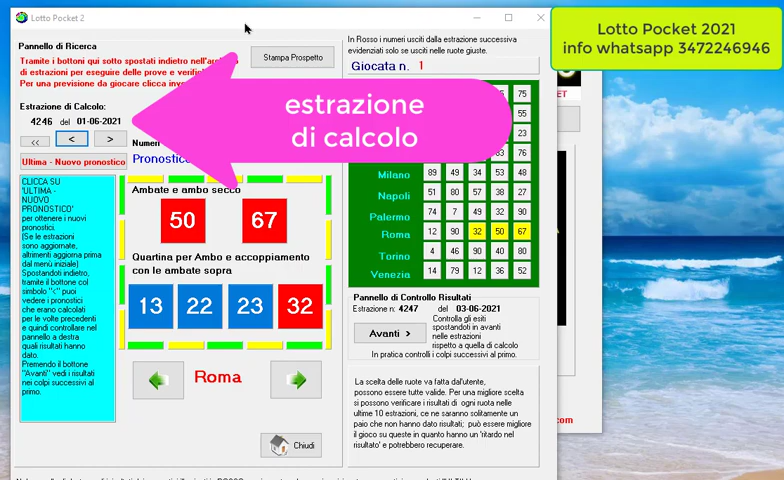 Lotto Pocket 2
Lotto Pocket 2021
info whatsapp 3472246946
Pannello di Ricerca
Tramite i bottoni qui sotto spostati indietro nell'arc
di estrazioni per eseguire delle prove e verifi
Per una previsione da giocare clicca inv
Stampa Prospetto
Estrazione di Calcolo:
4246 del 01-06-2021
<< < >
Ultima - Nuovo pronostico
Numeri
Pronostico
estrazione
di calcolo
CLICCA SU
'ULTIMA -
NUOVO
PRONOSTICO'
per ottenere i nuovi
pronostici.
(Se le estrazioni
sono aggiornate,
altrimenti aggiorna prima
dal menù iniziale)
Spostandoti indietro,
tramite il bottone col
simbolo "<" puoi
vedere i pronostici
che erano calcolati
per le volte precedenti
e quindi controllare nel
pannello a destra
quali risultati hanno
dato.
Premendo il bottone
"Avanti" vedi i risultati
nei colpi successivi al
primo.
Ambate e ambo secco
50 67
Quartina per Ambo e accoppiamento
con le ambate sopra
13 22 23 32
Roma
Chiudi
In Rosso i numeri usciti dalla estrazione successiva
evidenziati solo se usciti nelle ruote giuste.
Giocata n. 1
75
55
23
76
Milano 89 49 34 53 48
Napoli 51 80 57 38 27
Palermo 74 7 49 32 90
Roma 12 90 32 50 67
Torino 4 46 90 40 80
Venezia 14 79 12 36 52
Pannello di Controllo Risultati
Estrazione n: 4247 del 03-06-2021
Avanti >
Controlla gli esiti
spostandoti in avanti
nelle estrazioni
rispetto a quella di calcolo
In pratica controlli i colpi successivi al primo.
La scelta delle ruote va fatta dal'utente,
possono essere tutte valide. Per una migliore scelta
si possono verificare i risultati di ogni ruota nelle
ultime 10 estrazioni, ce ne saranno solitamente un
paio che non hanno dato risultati; può essere migliore
il gioco su queste in quanto hanno un 'ritardo nel
risultato' e potrebbero recuperare.
ET
com